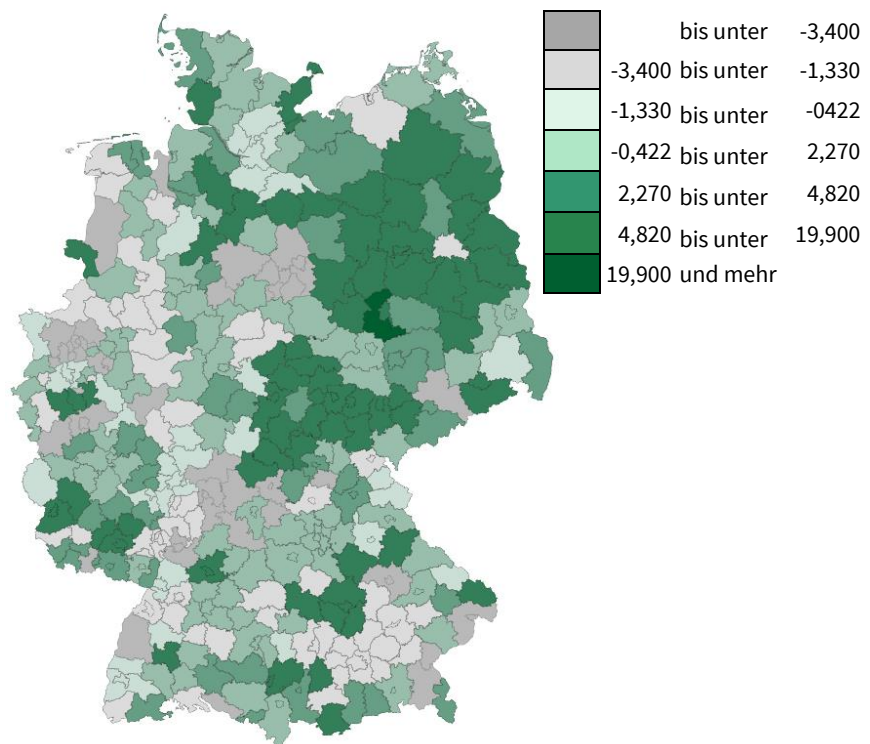 bis unter -3,400
-3,400 bis unter -1,330
-1,330 bis unter -0422
-0,422 bis unter 2,270
2,270 bis unter 4,820
4,820 bis unter 19,900
19,900 und mehr